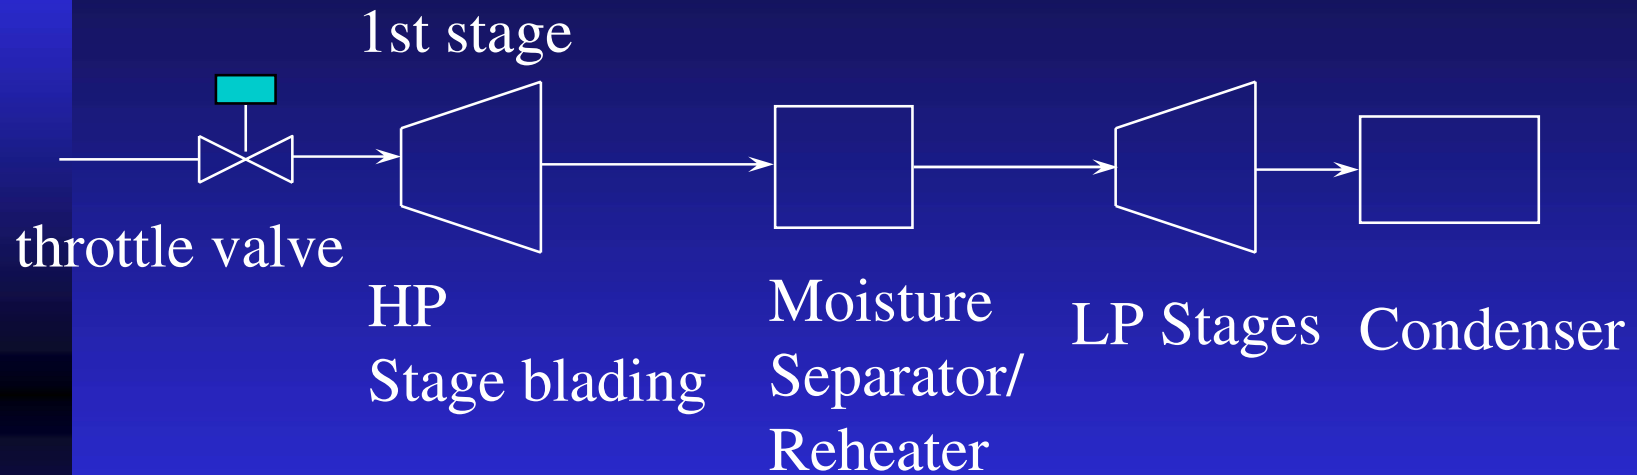 1st stage
throttle valve
HP
Stage blading
Moisture
Separator/
Reheater
LP Stages
Condenser